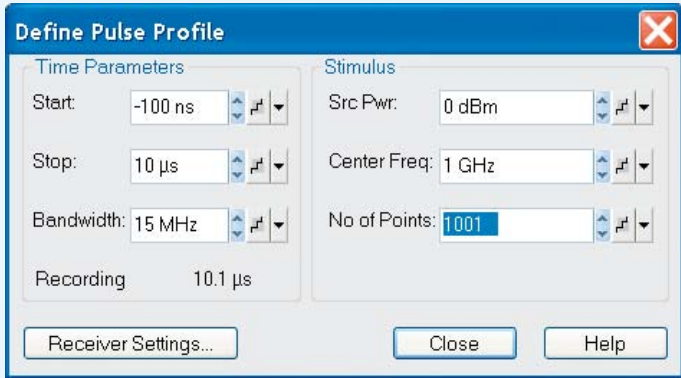 Define Pulse Profile
Time Parameters
Start: -100 ns
Stop: 10 µs
Bandwidth: 15 MHz
Recording 10.1 µs
Stimulus
Src Pwr: 0 dBm
Center Freq: 1 GHz
No of Points: 1001
Receiver Settings...
Close
Help